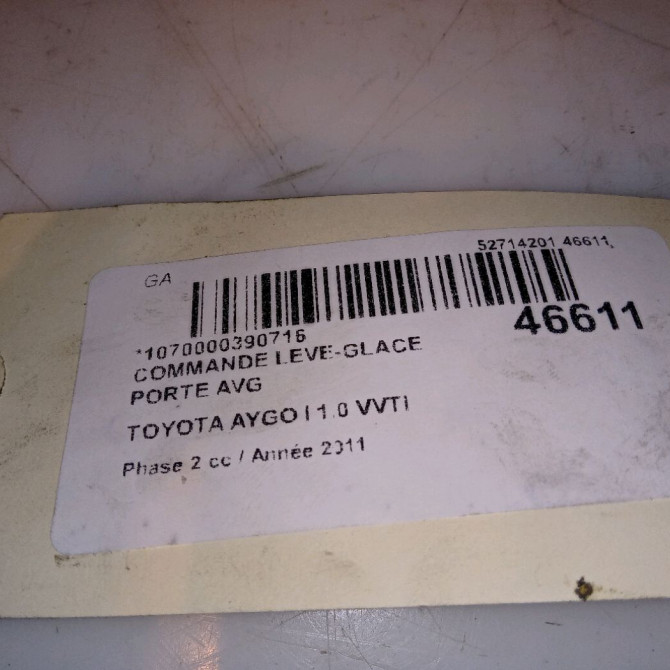 52714201 46611
GA
46611
*1070000390716
COMMANDE LEVE-GLACE
PORTE AVG
TOYOTA AYGO I 1.0 VVTI
Phase 2 cc / Année 2011